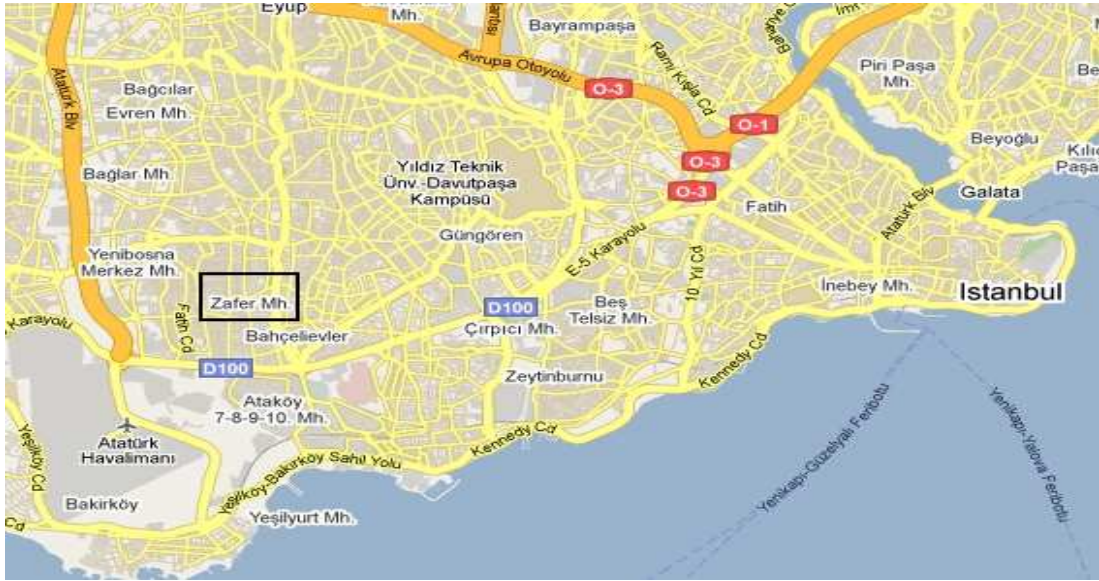 Eyüp
Mh.
Bayrampaşa
Avrupa Otoyolu
Rami Kışla Cd
Piri Paşa
Mh.
Atatürk Blv
Bağcılar
Evren Mh.
O-3
O-1
Beyoğlu
Bağlar Mh.
Yıldız Teknik
Ünv.-Davutpaşa
Kampüsü
O-3
O-3
Galata
Fatih
Atatürk Blv
Güngören
E-5 Karayolu
10. Yıl Cd
Yenibosna
Merkez Mh.
Zafer Mh.
İnebey Mh.
Istanbul
Karayolu
Fatih Cd
Bahçelievler
D100
Çırpıcı Mh.
Beş
Telsiz Mh.
D100
Kennedy Cd
Zeytinburnu
Ataköy
7-8-9-10. Mh.
Atatürk
Havalimanı
Kennedy Cd
Yeşilköy Cd
Yeşilköy-Bakırköy Sahil Yolu
Yenikapı-Güzelyalı Feribotu
Yenikapı-Yalova Feribotu
Bakirköy
Yeşilyurt Mh.
Cd